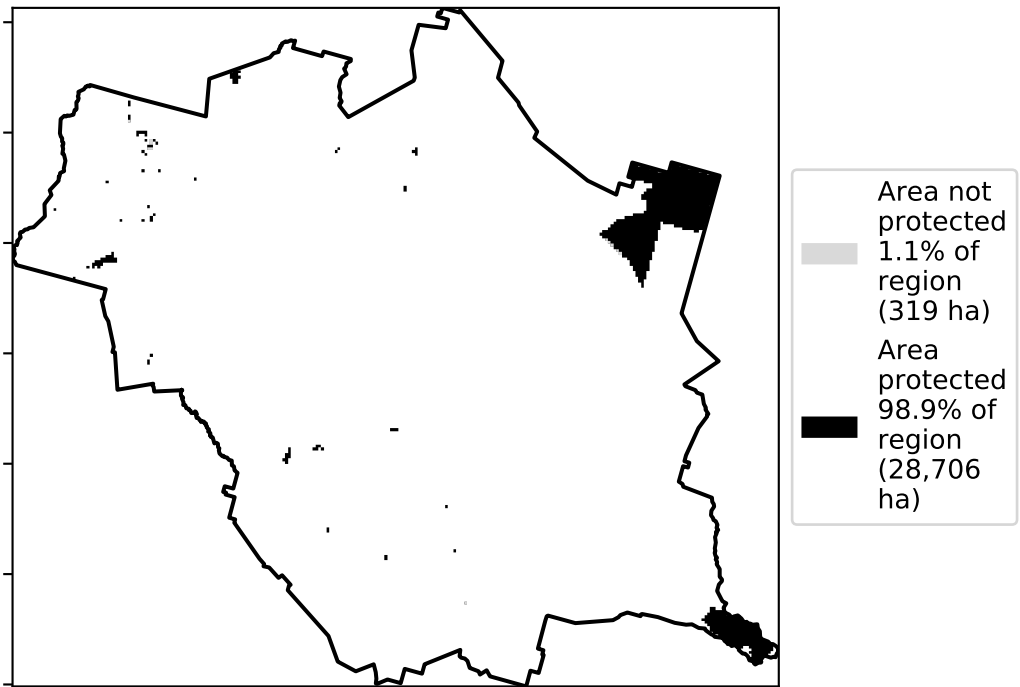 Area not
protected
1.1% of
region
(319 ha)
Area
protected
98.9% of
region
(28,706
ha)